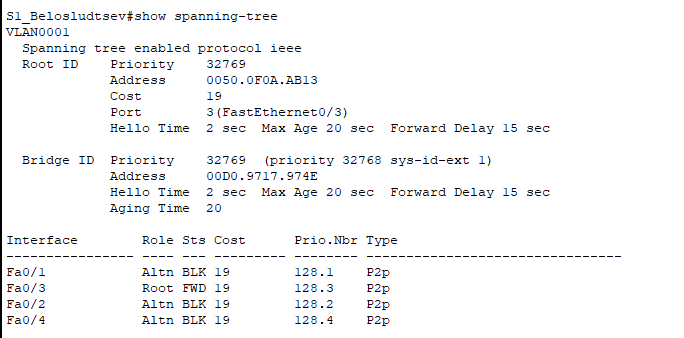 S1_Belosludtsev#show spanning-tree
VLAN0001
  Spanning tree enabled protocol ieee
  Root ID    Priority    32769
             Address     0050.0F0A.AB13
             Cost        19
             Port        3(FastEthernet0/3)
             Hello Time  2 sec  Max Age 20 sec  Forward Delay 15 sec

  Bridge ID  Priority    32769  (priority 32768 sys-id-ext 1)
             Address     00D0.9717.974E
             Hello Time  2 sec  Max Age 20 sec  Forward Delay 15 sec
             Aging Time  20

Interface        Role Sts Cost      Prio.Nbr Type
---------------- ---- --- --------- -------- --------------------------------
Fa0/1            Altn BLK 19        128.1    P2p
Fa0/3            Root FWD 19        128.3    P2p
Fa0/2            Altn BLK 19        128.2    P2p
Fa0/4            Altn BLK 19        128.4    P2p